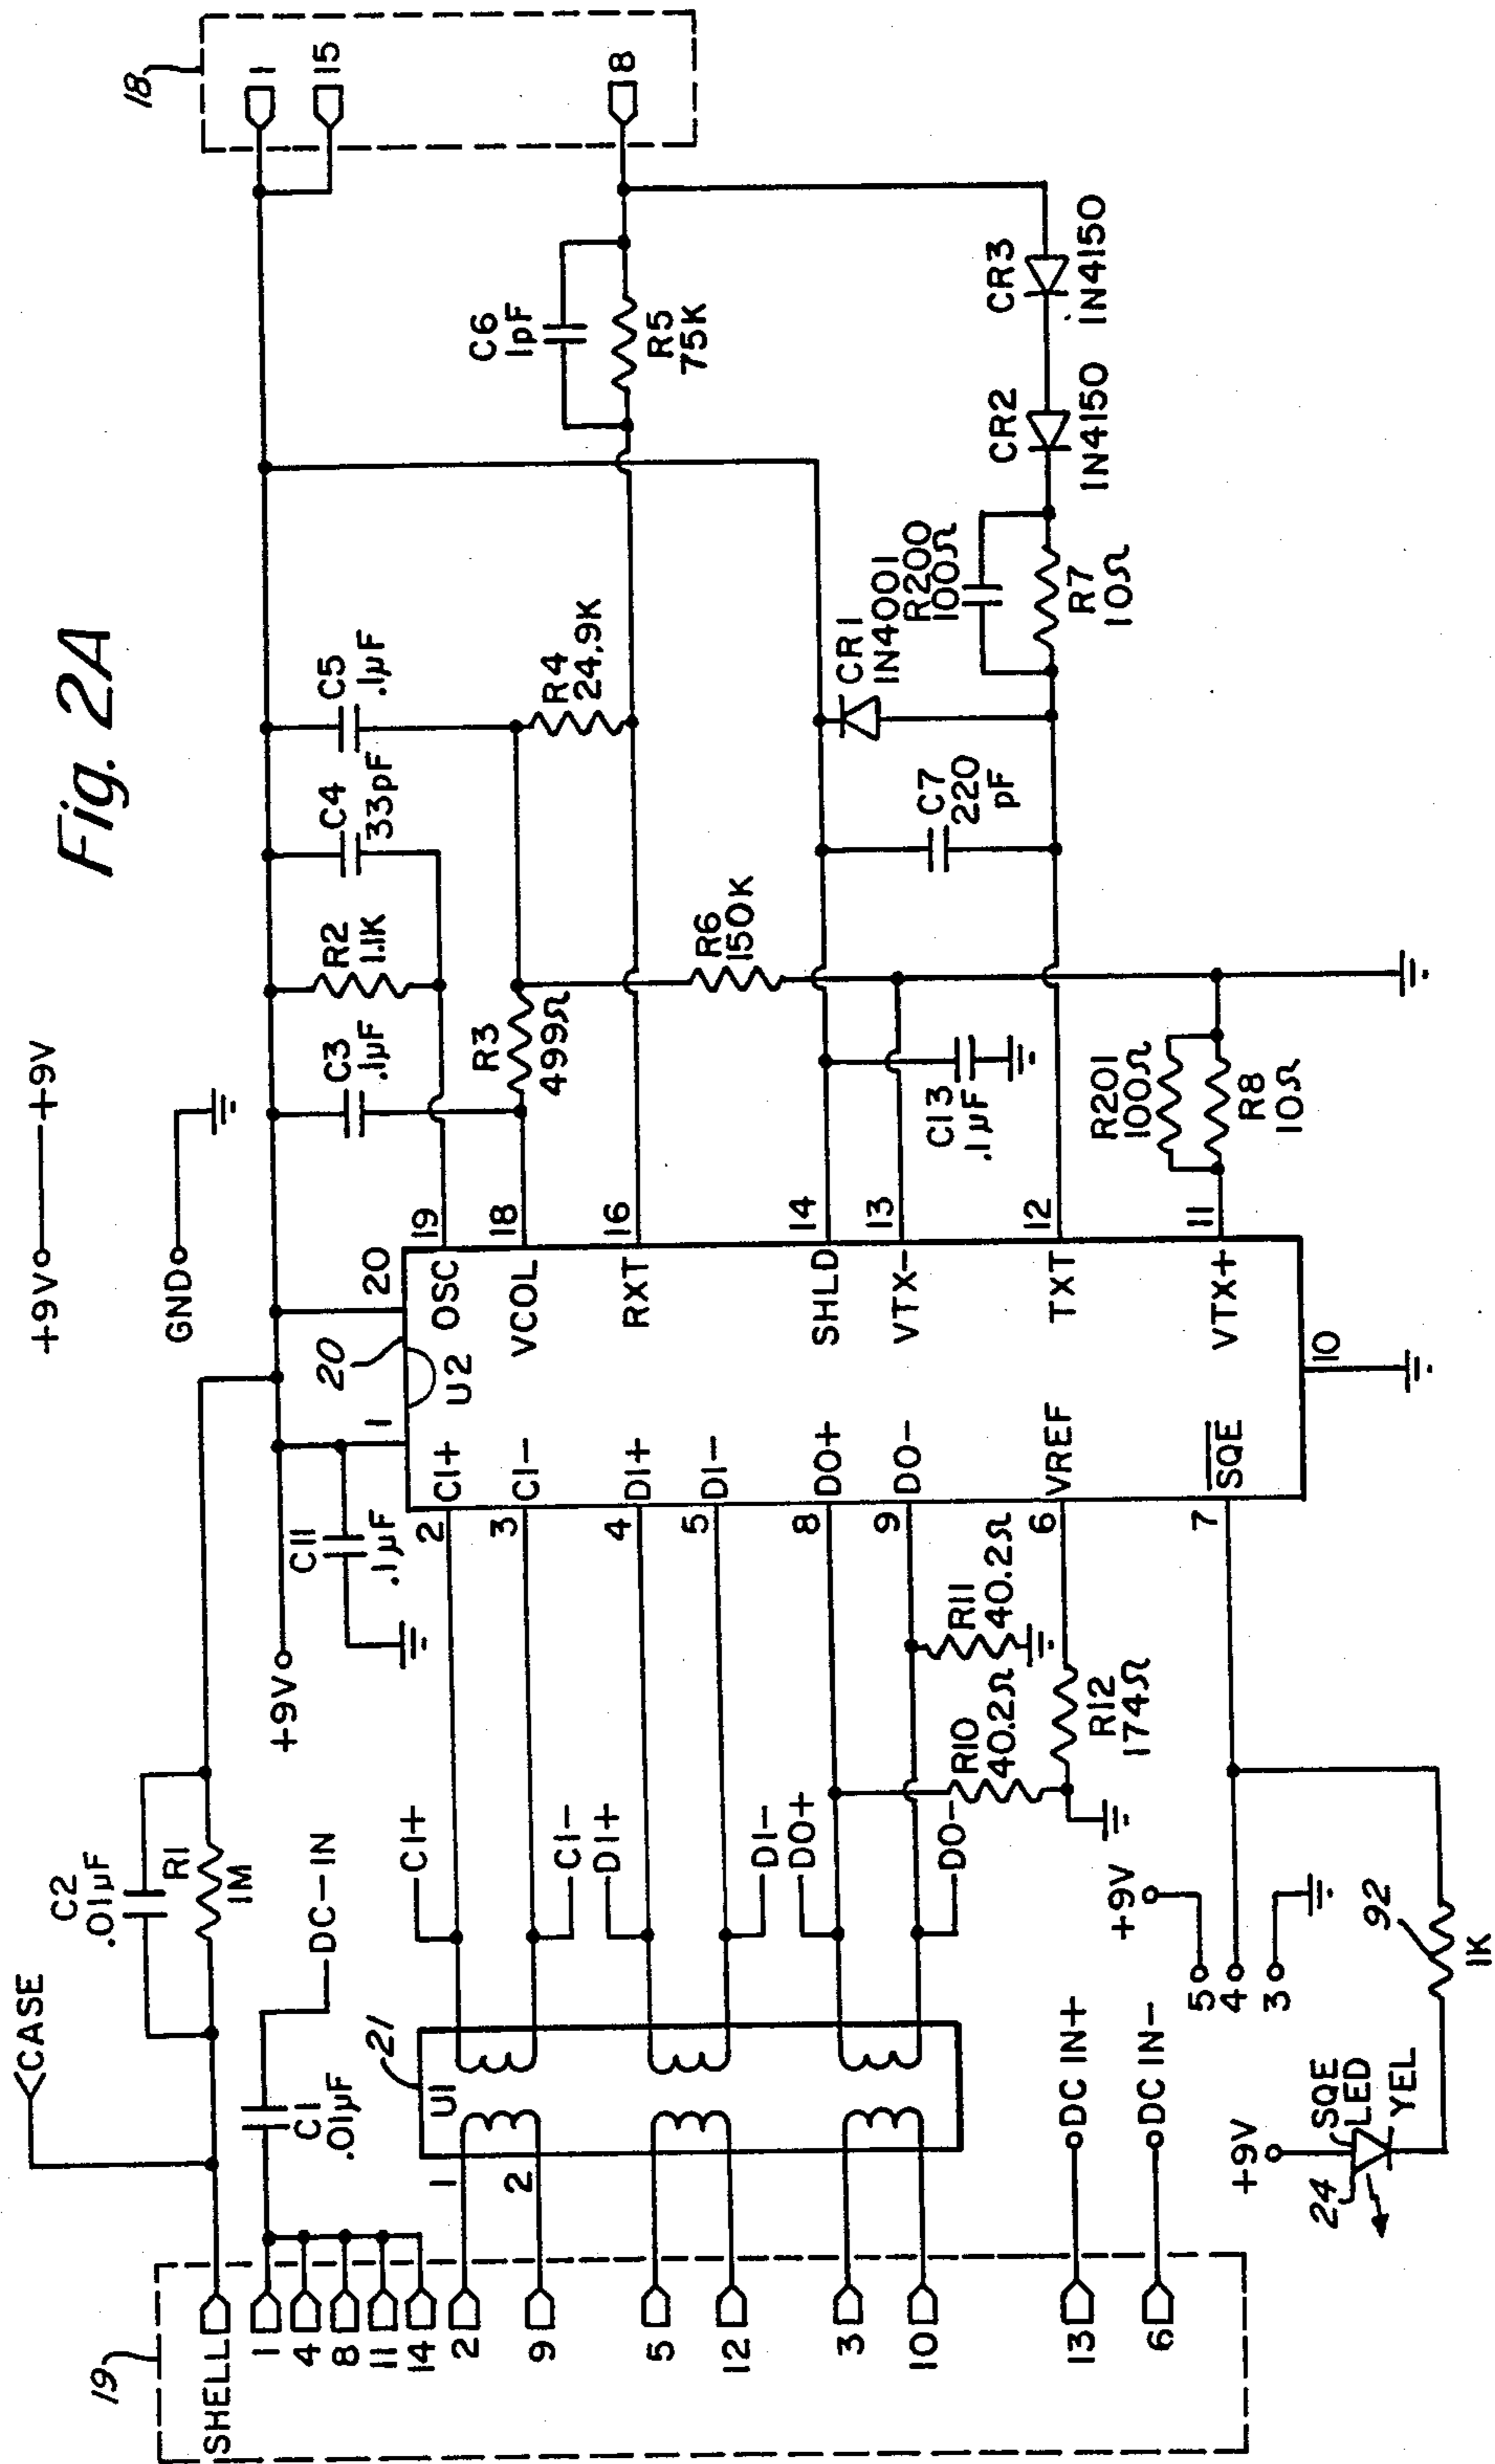 Fig. 2A
+9V
+9V
GND
18
1
15
18
CASE
C2
.01µF
R1
1M
C1
.01µF
DC-IN
19
SHELL
1
4
8
11
14
2
9
5
12
3
10
13
6
DC IN+
DC IN-
U1
21
1
2
CI+
CI-
DI+
DI-
DO+
DO-
+9V
C11
.1µF
R10
40.2Ω
R11
40.2Ω
R12
174Ω
+9V
5
4
3
+9V
24
SQE
LED
YEL
92
1K
20
U2
1
20
2
CI+
3
CI-
4
DI+
5
DI-
8
DO+
9
DO-
6
VREF
7
SQE
10
OSC
19
VCOL
18
RXT
16
SHLD
14
VTX-
13
TXT
12
VTX+
11
C3
.1µF
R2
1.1K
C4
33pF
C5
.1µF
R3
499Ω
R4
24.9K
R6
150K
C6
1pF
R5
75K
C13
.1µF
C7
220
pF
CR1
1N4001
R200
100Ω
R7
10Ω
CR2
1N4150
CR3
1N4150
R201
100Ω
R8
10Ω